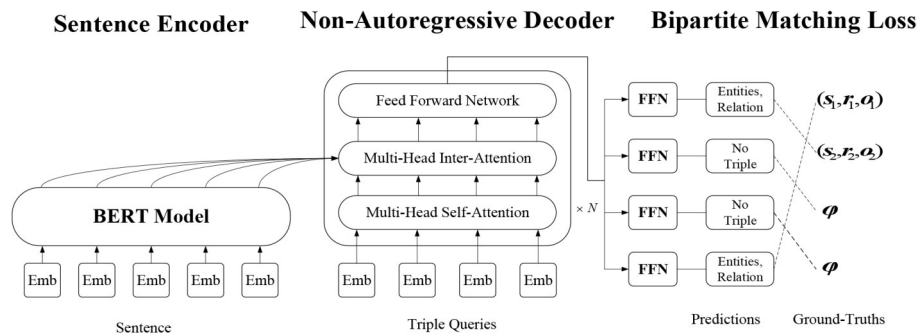 Sentence Encoder
Non-Autoregressive Decoder
Bipartite Matching Loss
Feed Forward Network
Multi-Head Inter-Attention
Multi-Head Self-Attention
× N
BERT Model
Emb
Emb
Emb
Emb
Emb
Sentence
Emb
Emb
Emb
Emb
Triple Queries
FFN
Entities,
Relation
FFN
No
Triple
FFN
No
Triple
FFN
Entities,
Relation
Predictions
(s₁,r₁,o₁)
(s₂,r₂,o₂)
φ
φ
Ground-Truths